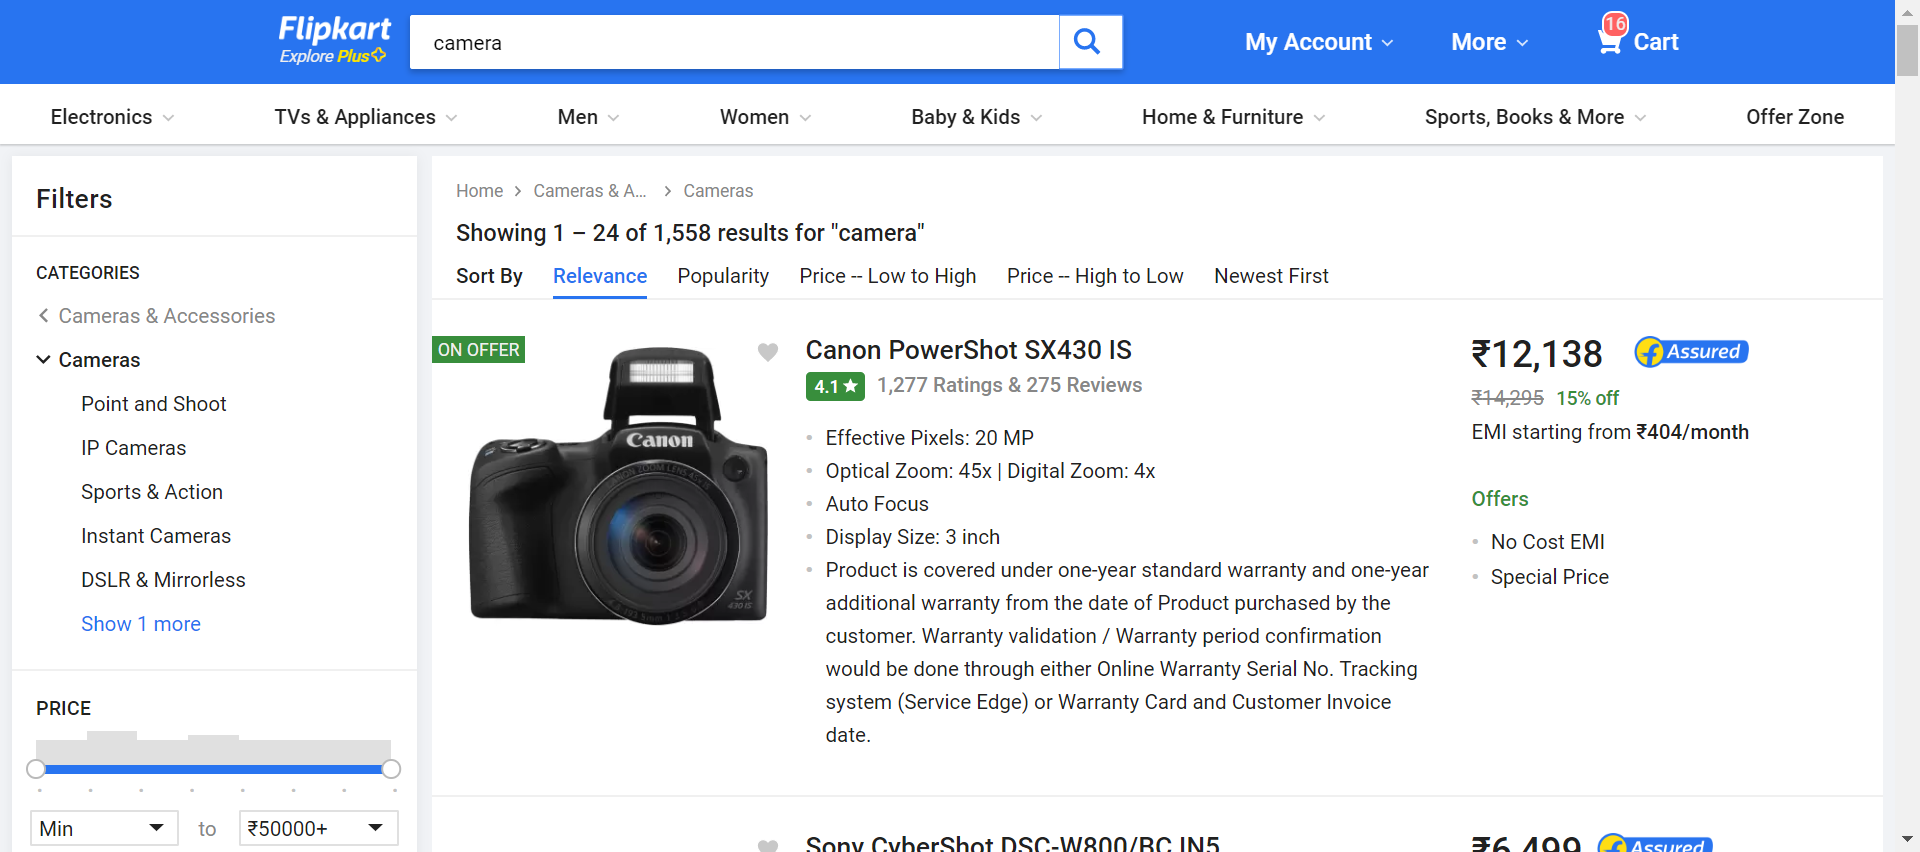 Flipkart
Explore Plus
camera
My Account
More
16
Cart
Electronics
TVs & Appliances
Men
Women
Baby & Kids
Home & Furniture
Sports, Books & More
Offer Zone
Filters
CATEGORIES
Cameras & Accessories
Cameras
Point and Shoot
IP Cameras
Sports & Action
Instant Cameras
DSLR & Mirrorless
Show 1 more
PRICE
Min
to
₹50000+
Home
Cameras & A...
Cameras
Showing 1 – 24 of 1,558 results for "camera"
Sort By
Relevance
Popularity
Price -- Low to High
Price -- High to Low
Newest First
ON OFFER
Canon
CANON ZOOM LENS
SX
430 IS
Canon PowerShot SX430 IS
4.1
1,277 Ratings & 275 Reviews
Effective Pixels: 20 MP
Optical Zoom: 45x | Digital Zoom: 4x
Auto Focus
Display Size: 3 inch
Product is covered under one-year standard warranty and one-year
additional warranty from the date of Product purchased by the
customer. Warranty validation / Warranty period confirmation
would be done through either Online Warranty Serial No. Tracking
system (Service Edge) or Warranty Card and Customer Invoice
date.
₹12,138
Assured
₹14,295
15% off
EMI starting from ₹404/month
Offers
No Cost EMI
Special Price
Sony CyberShot DSC-W800/BC IN5
₹6,499
Assured